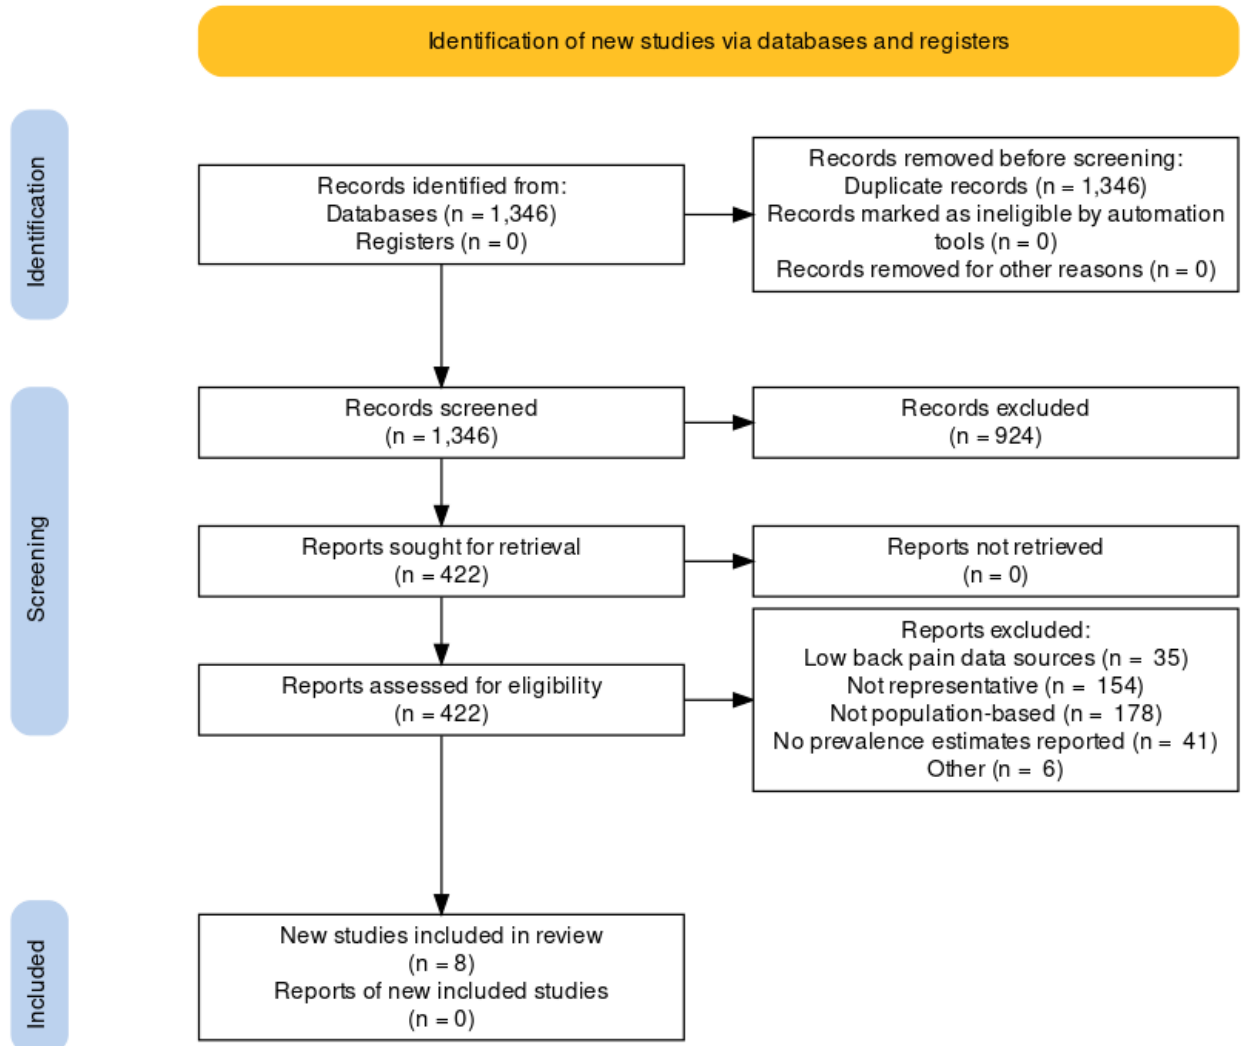 Identification of new studies via databases and registers
Identification
Records identified from:
Databases (n = 1,346)
Registers (n = 0)
Records removed before screening:
Duplicate records (n = 1,346)
Records marked as ineligible by automation
tools (n = 0)
Records removed for other reasons (n = 0)
Screening
Records screened
(n = 1,346)
Records excluded
(n = 924)
Reports sought for retrieval
(n = 422)
Reports not retrieved
(n = 0)
Reports assessed for eligibility
(n = 422)
Reports excluded:
Low back pain data sources (n = 35)
Not representative (n = 154)
Not population-based (n = 178)
No prevalence estimates reported (n = 41)
Other (n = 6)
Included
New studies included in review
(n = 8)
Reports of new included studies
(n = 0)